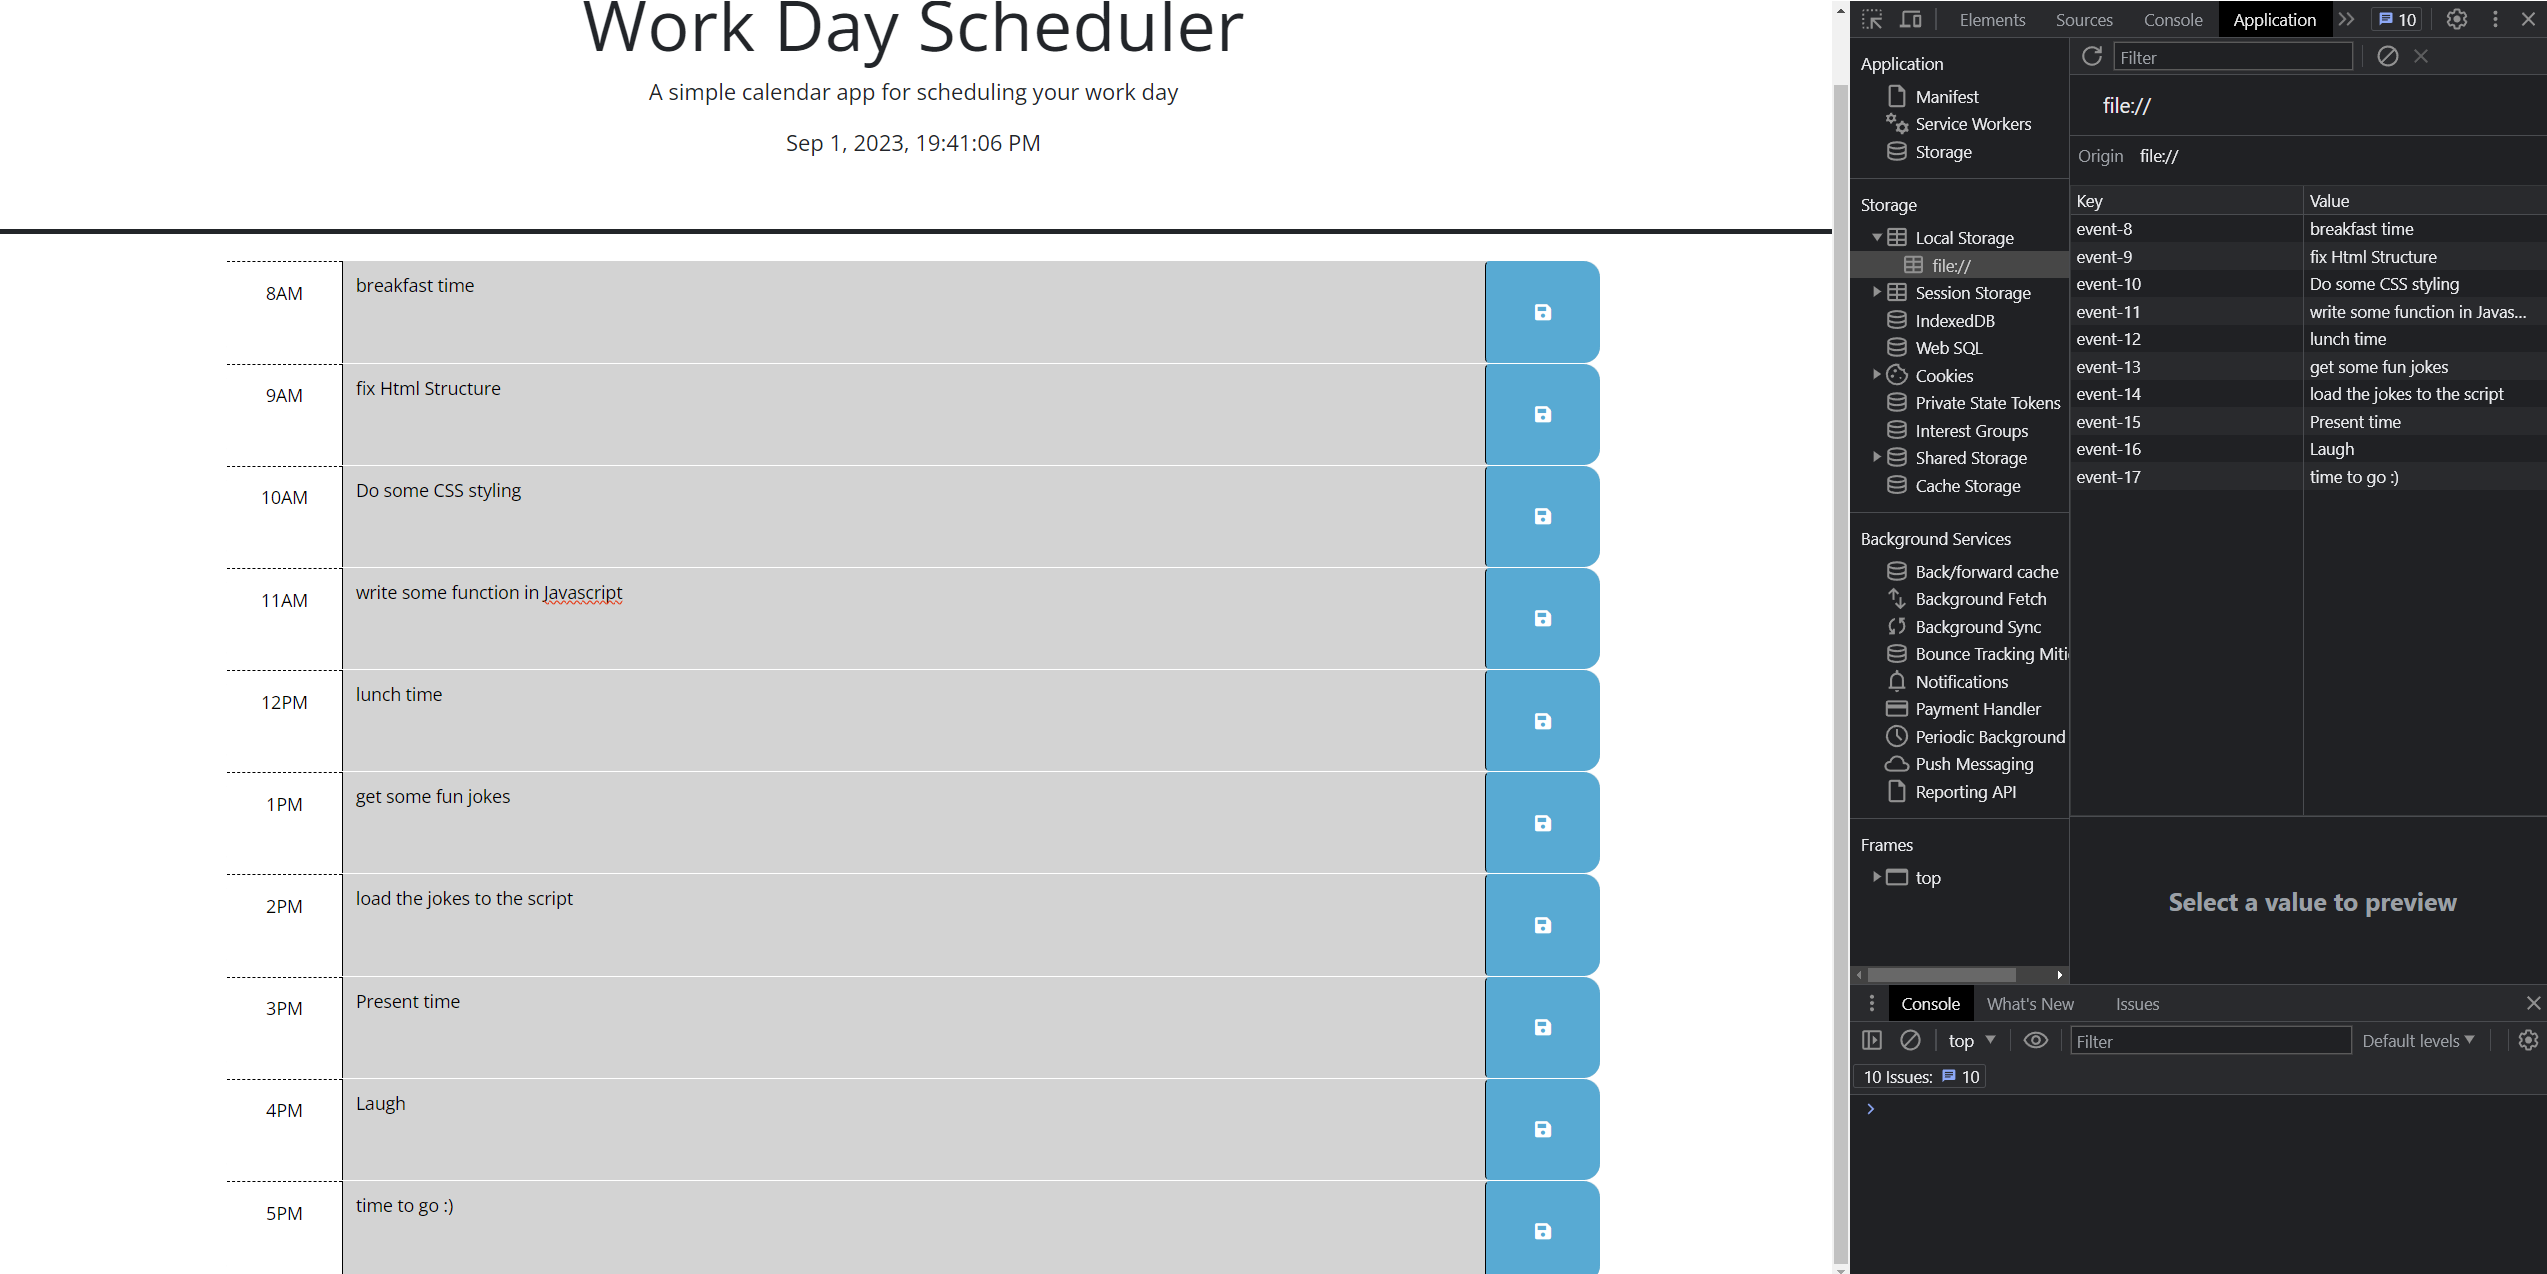 Work Day Scheduler
A simple calendar app for scheduling your work day
Sep 1, 2023, 19:41:06 PM
8AM breakfast time
9AM fix Html Structure
10AM Do some CSS styling
11AM write some function in Javascript
12PM lunch time
1PM get some fun jokes
2PM load the jokes to the script
3PM Present time
4PM Laugh
5PM time to go :)
Elements Sources Console Application 10
Application
Manifest
Service Workers
Storage
Storage
Local Storage
file://
Session Storage
IndexedDB
Web SQL
Cookies
Private State Tokens
Interest Groups
Shared Storage
Cache Storage
Background Services
Back/forward cache
Background Fetch
Background Sync
Bounce Tracking Miti
Notifications
Payment Handler
Periodic Background
Push Messaging
Reporting API
Frames
top
Filter
file://
Origin file://
Key Value
event-8 breakfast time
event-9 fix Html Structure
event-10 Do some CSS styling
event-11 write some function in Javas...
event-12 lunch time
event-13 get some fun jokes
event-14 load the jokes to the script
event-15 Present time
event-16 Laugh
event-17 time to go :)
Select a value to preview
Console What's New Issues
top Filter Default levels
10 Issues: 10